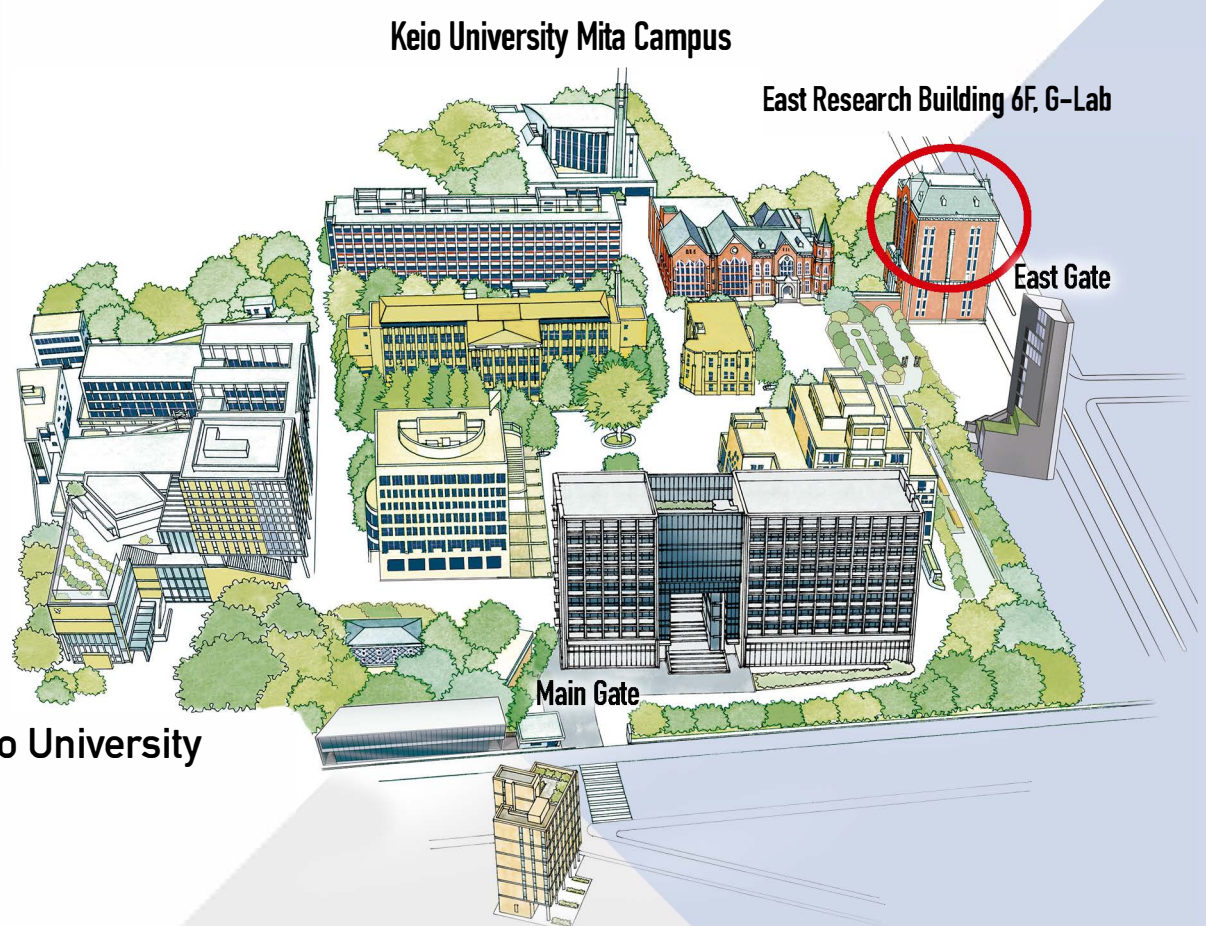 Keio University Mita Campus
East Research Building 6F, G-Lab
East Gate
Main Gate
o University